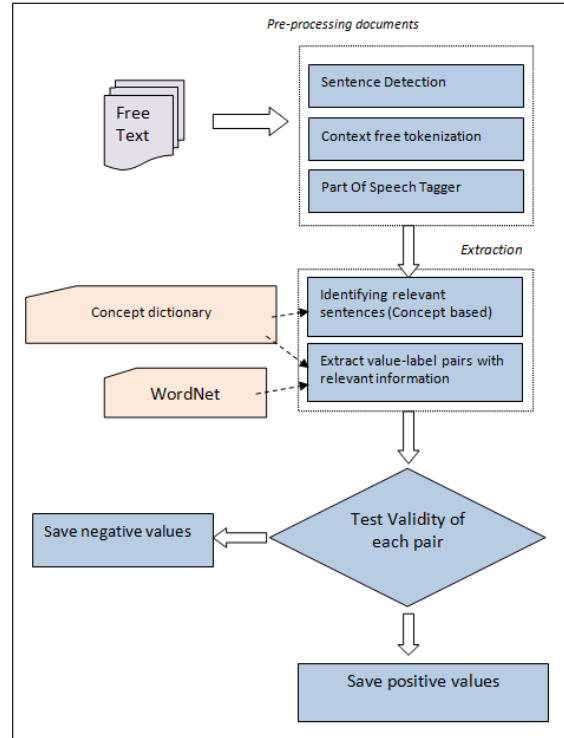 Pre-processing documents
Sentence Detection
Free
Text
Context free tokenization
Part Of Speech Tagger
Extraction
Identifying relevant
sentences (Concept based)
Concept dictionary
Extract value-label pairs with
relevant information
WordNet
Test Validity of
each pair
Save negative values
Save positive values